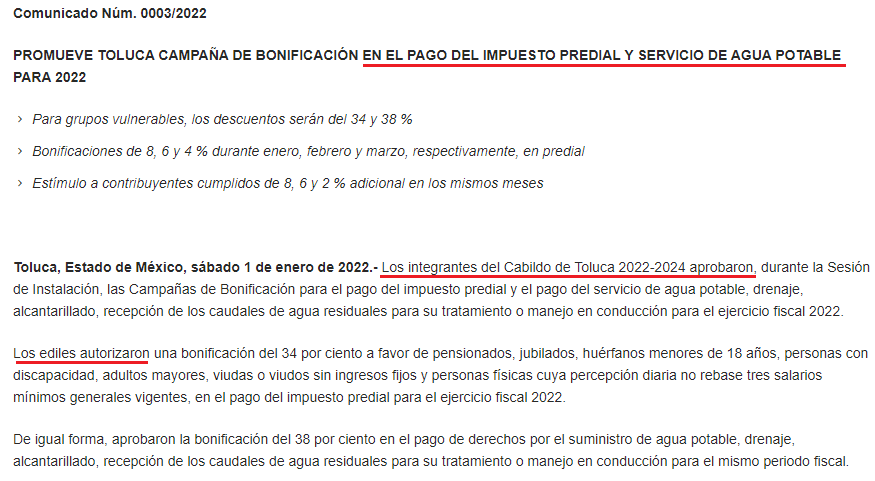 Comunicado Núm. 0003/2022
PROMUEVE TOLUCA CAMPAÑA DE BONIFICACIÓN EN EL PAGO DEL IMPUESTO PREDIAL Y SERVICIO DE AGUA POTABLE
PARA 2022
› Para grupos vulnerables, los descuentos serán del 34 y 38 %
› Bonificaciones de 8, 6 y 4 % durante enero, febrero y marzo, respectivamente, en predial
› Estímulo a contribuyentes cumplidos de 8, 6 y 2 % adicional en los mismos meses
Toluca, Estado de México, sábado 1 de enero de 2022.- Los integrantes del Cabildo de Toluca 2022-2024 aprobaron, durante la Sesión
de Instalación, las Campañas de Bonificación para el pago del impuesto predial y el pago del servicio de agua potable, drenaje,
alcantarillado, recepción de los caudales de agua residuales para su tratamiento o manejo en conducción para el ejercicio fiscal 2022.
Los ediles autorizaron una bonificación del 34 por ciento a favor de pensionados, jubilados, huérfanos menores de 18 años, personas con
discapacidad, adultos mayores, viudas o viudos sin ingresos fijos y personas físicas cuya percepción diaria no rebase tres salarios
mínimos generales vigentes, en el pago del impuesto predial para el ejercicio fiscal 2022.
De igual forma, aprobaron la bonificación del 38 por ciento en el pago de derechos por el suministro de agua potable, drenaje,
alcantarillado, recepción de los caudales de agua residuales para su tratamiento o manejo en conducción para el mismo periodo fiscal.